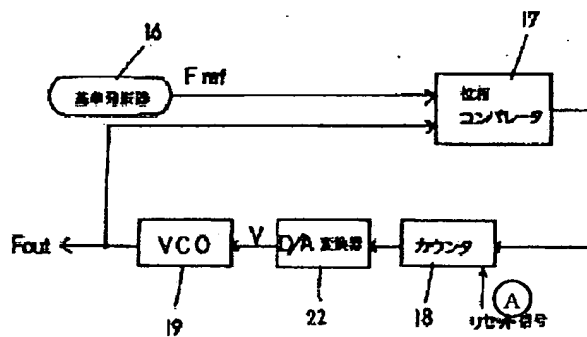 16
17
F ref
基準発振器
位相
コンパレータ
Fout
VCO
V
D/A 変換器
カウンタ
19
22
18
A
リセット信号